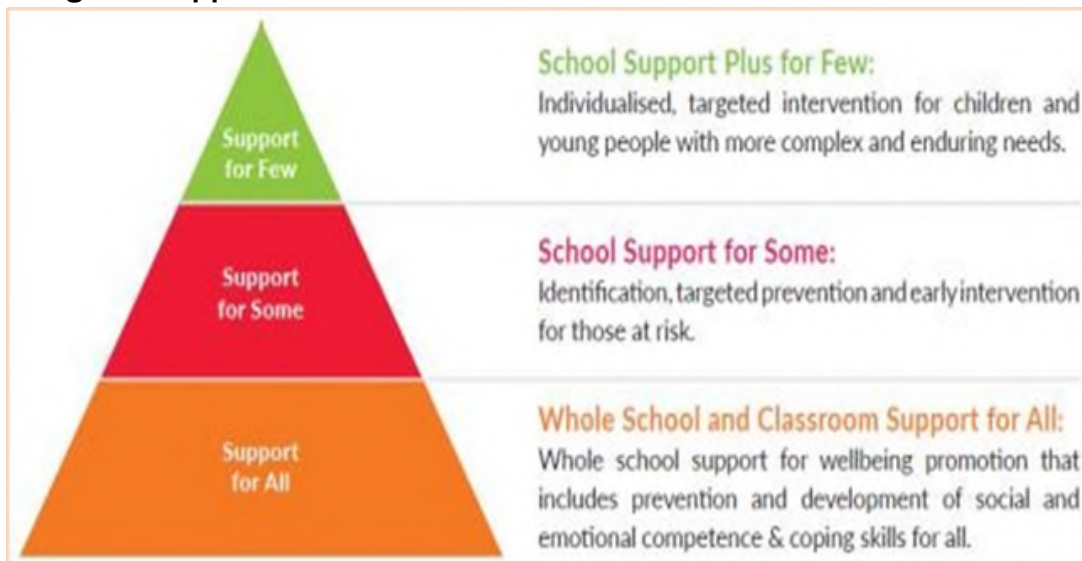 Support
for Few
School Support Plus for Few:
Individualised, targeted intervention for children and
young people with more complex and enduring needs.
Support
for Some
School Support for Some:
Identification, targeted prevention and early intervention
for those at risk.
Support
for All
Whole School and Classroom Support for All:
Whole school support for wellbeing promotion that
includes prevention and development of social and
emotional competence & coping skills for all.